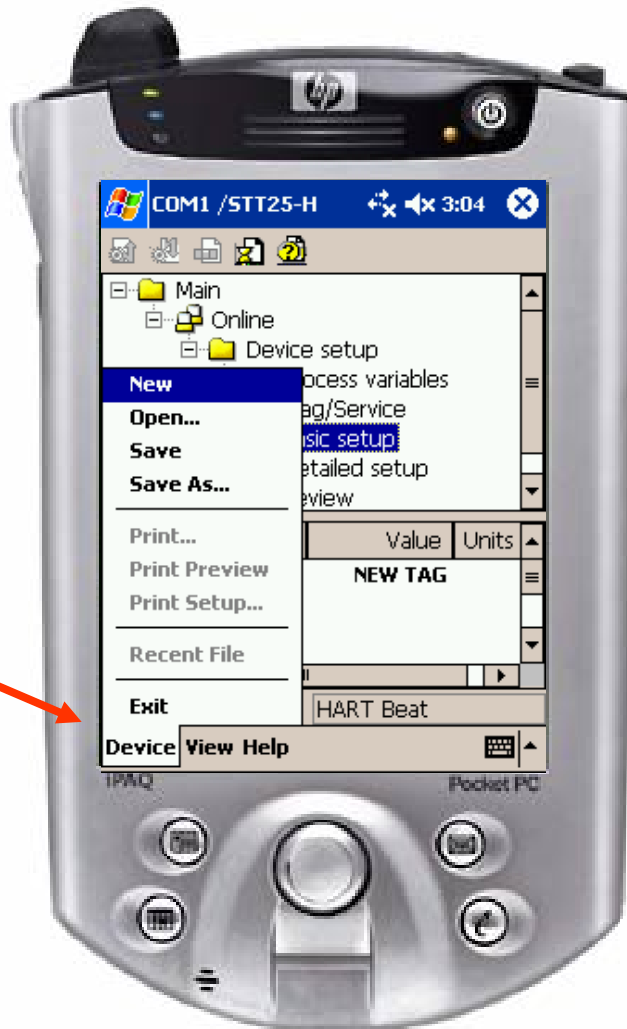 hp
COM1 /STT25-H 3:04
Main
Online
Device setup
ocess variables
ag/Service
sic setup
etailed setup
eview
New
Open...
Save
Save As...
Print...
Print Preview
Print Setup...
Recent File
Exit
Value Units
NEW TAG
HART Beat
Device View Help
iPAQ Pocket PC